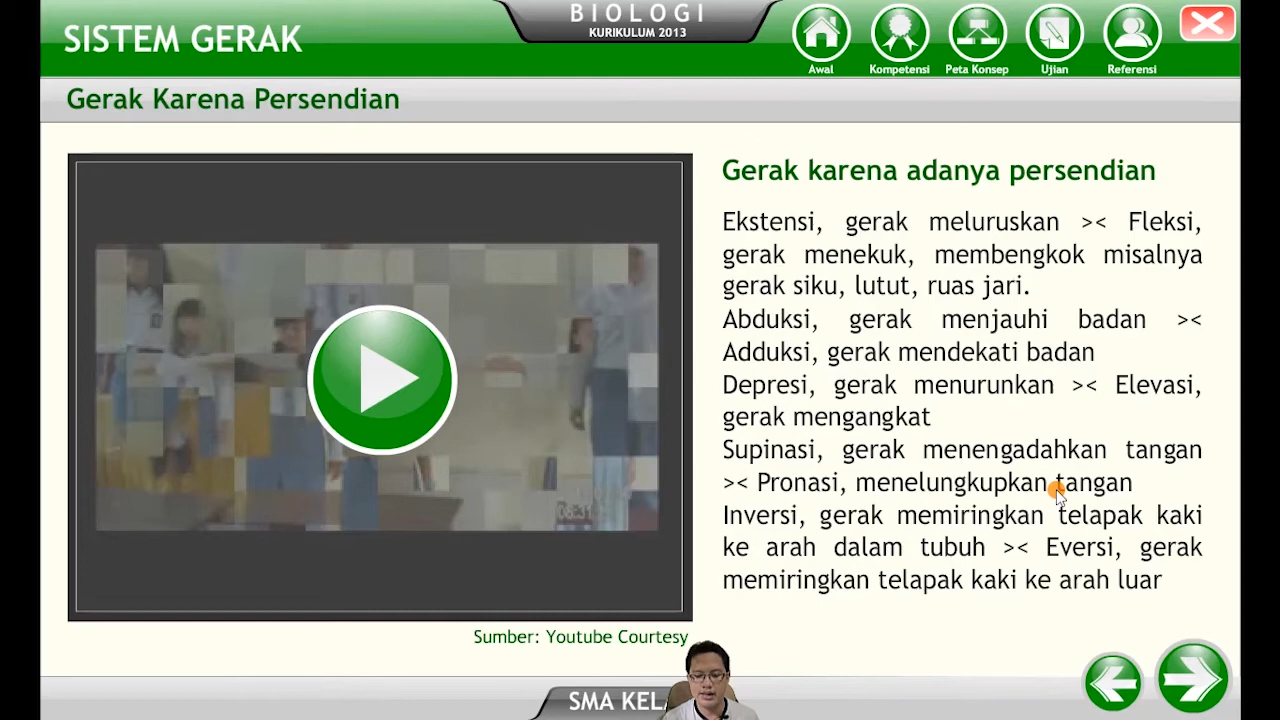 BIOLOGI
KURIKULUM 2013
SISTEM GERAK
Awal
Kompetensi
Peta Konsep
Ujian
Referensi
Gerak Karena Persendian
Gerak karena adanya persendian
Ekstensi, gerak meluruskan >< Fleksi,
gerak menekuk, membengkok misalnya
gerak siku, lutut, ruas jari.
Abduksi, gerak menjauhi badan ><
Adduksi, gerak mendekati badan
Depresi, gerak menurunkan >< Elevasi,
gerak mengangkat
Supinasi, gerak menengadahkan tangan
>< Pronasi, menelungkupkan tangan
Inversi, gerak memiringkan telapak kaki
ke arah dalam tubuh >< Eversi, gerak
memiringkan telapak kaki ke arah luar
Sumber: Youtube Courtesy
SMA